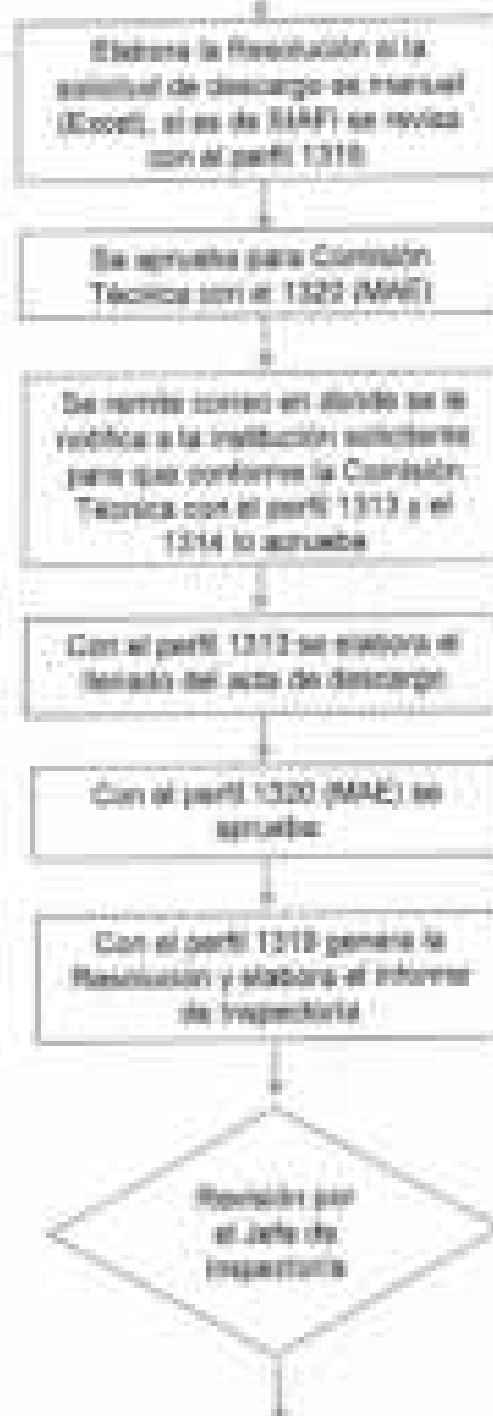 Elabora la Resolución si la
solicitud de descargo es manual
(Excel), si es de SIAFI se revisa
con el perfil
Se aprueba para Comisión
Técnica con el 1320 (MAE)
Se remite correo en donde se le
notifica a la institución solicitante
para que conforme la Comisión
Técnica con el perfil 1313 y el
1314 lo aprueba
Con el perfil 1313 se elabora el
llenado del acta de descargo
Con el perfil 1320 (MAE) se
aprueba
Con el perfil 1319 genera la
Resolución y elabora el informe
de Inspectoría
Revisión por
el Jefe de
Inspectoría